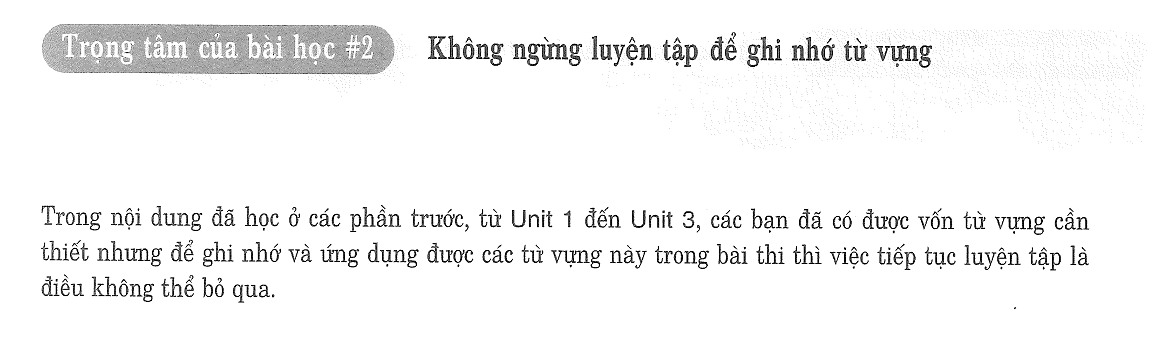 Trọng tâm của bài học #2 Không ngừng luyện tập để ghi nhớ từ vựng
Trong nội dung đã học ở các phần trước, từ Unit 1 đến Unit 3, các bạn đã có được vốn từ vựng cần
thiết nhưng để ghi nhớ và ứng dụng được các từ vựng này trong bài thi thì việc tiếp tục luyện tập là
điều không thể bỏ qua.